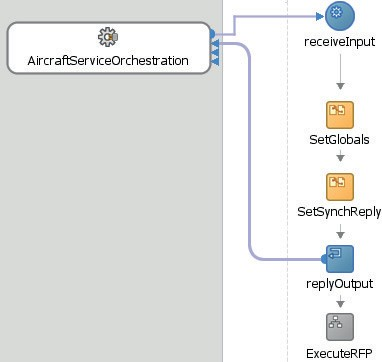 receiveInput
AircraftServiceOrchestration
SetGlobals
SetSynchReply
replyOutput
ExecuteRFP